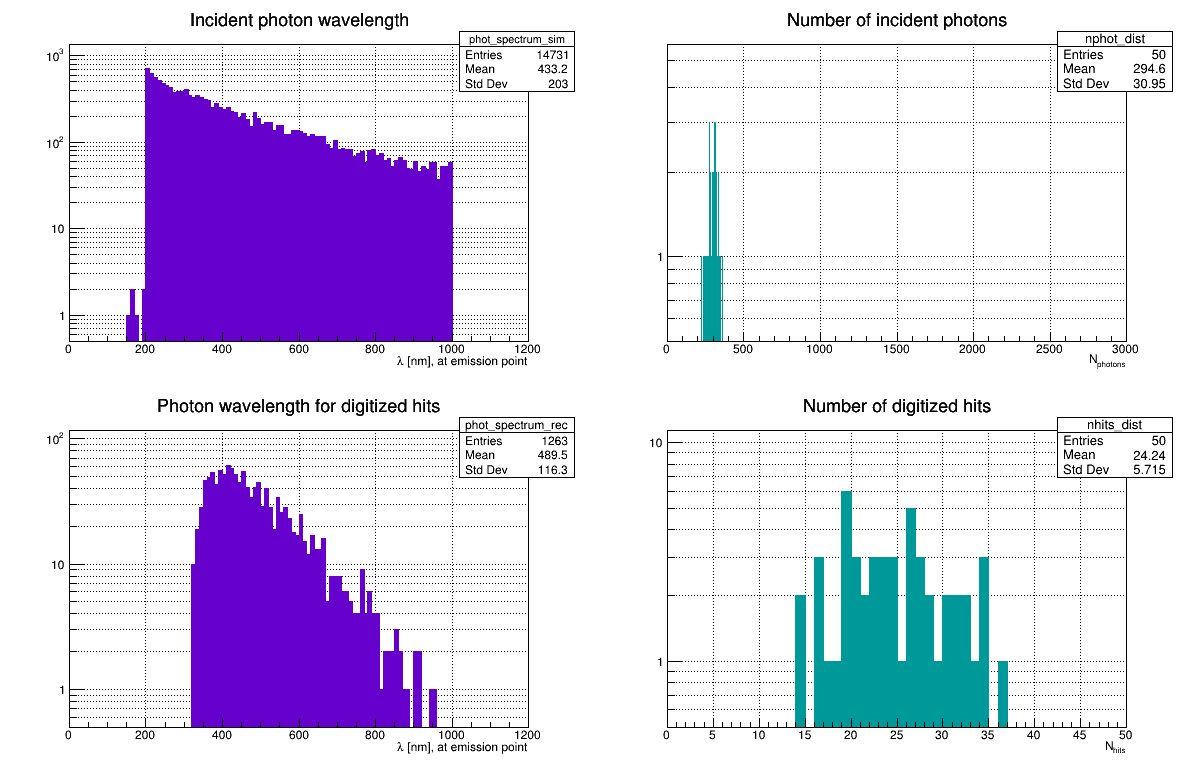 Incident photon wavelength
phot_spectrum_sim
Entries 14731
Mean 433.2
Std Dev 203
10³
10²
10
1
0 200 400 600 800 1000 1200
λ [nm], at emission point
Number of incident photons
nphot_dist
Entries 50
Mean 294.6
Std Dev 30.95
1
0 500 1000 1500 2000 2500 3000
Nphotons
Photon wavelength for digitized hits
phot_spectrum_rec
Entries 1263
Mean 489.5
Std Dev 116.3
10²
10
1
0 200 400 600 800 1000 1200
λ [nm], at emission point
Number of digitized hits
nhits_dist
Entries 50
Mean 24.24
Std Dev 5.715
10
1
0 5 10 15 20 25 30 35 40 45 50
Nhits